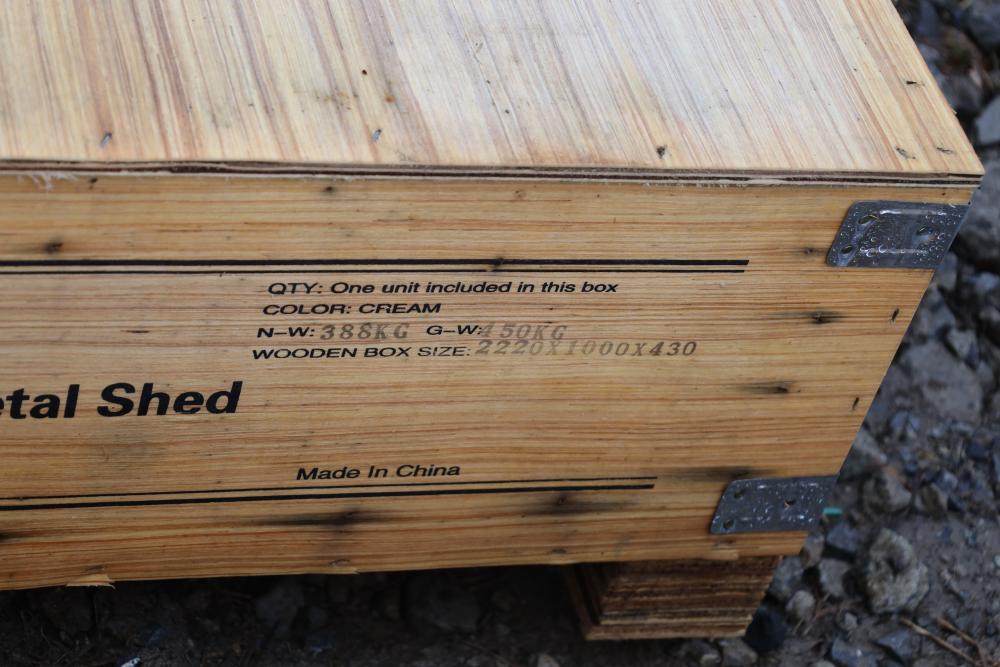 QTY: One unit included in this box
COLOR: CREAM
N-W: 388KG G-W: 450KG
WOODEN BOX SIZE: 2220X1000X430
etal Shed
Made In China